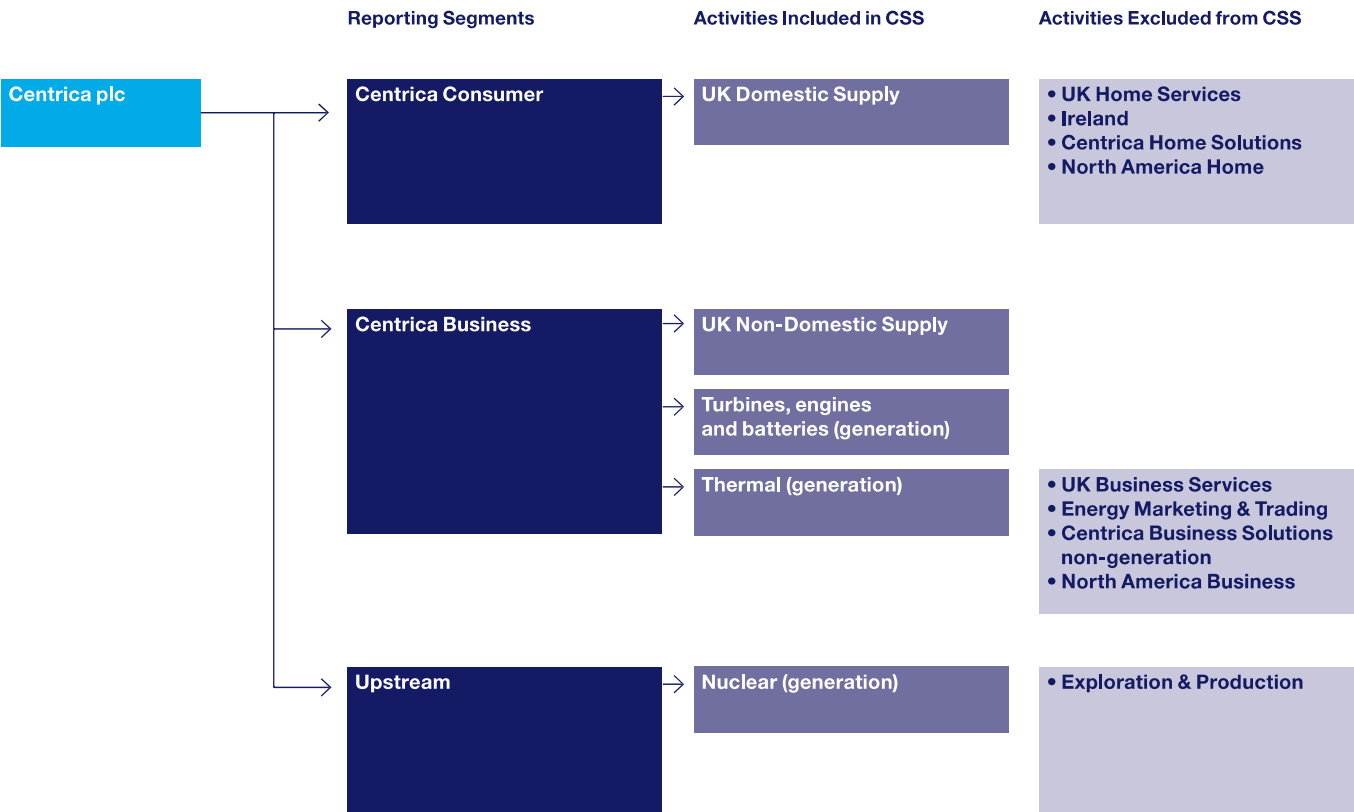 Reporting Segments
Activities Included in CSS
Activities Excluded from CSS
Centrica plc
Centrica Consumer
UK Domestic Supply
• UK Home Services
• Ireland
• Centrica Home Solutions
• North America Home
Centrica Business
UK Non-Domestic Supply
Turbines, engines
and batteries (generation)
Thermal (generation)
• UK Business Services
• Energy Marketing & Trading
• Centrica Business Solutions
non-generation
• North America Business
Upstream
Nuclear (generation)
• Exploration & Production